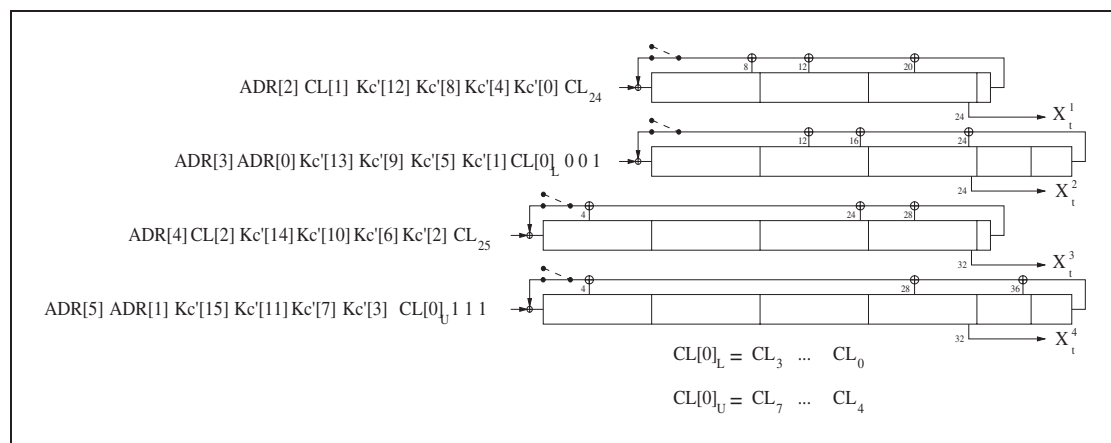 8 12 20
ADR[2] CL[1] Kc'[12] Kc'[8] Kc'[4] Kc'[0] CL24
24 X1t
12 16 24
ADR[3] ADR[0] Kc'[13] Kc'[9] Kc'[5] Kc'[1] CL[0]L 0 0 1
24 X2t
4 24 28
ADR[4] CL[2] Kc'[14] Kc'[10] Kc'[6] Kc'[2] CL25
32 X3t
4 28 36
ADR[5] ADR[1] Kc'[15] Kc'[11] Kc'[7] Kc'[3] CL[0]U 1 1 1
32 X4t
CL[0]L = CL3 ... CL0
CL[0]U = CL7 ... CL4